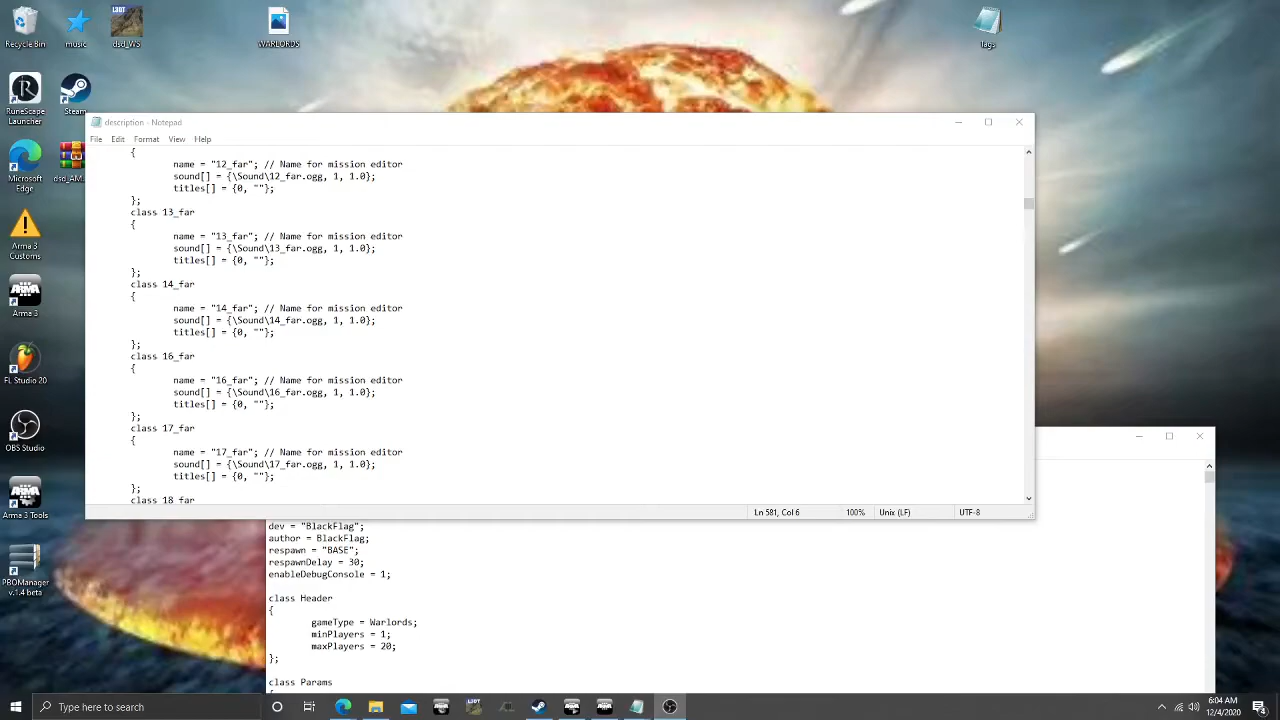 Recycle Bin
music
L3DT
dsd_WS
WARLORDS
Tags
RuneScape
Launcher
Steam
Microsoft
Edge
dsd_AM
Arma 3
Customs
ARMA
Arma 3
FL Studio 20
OBS Studio
ARMA
Arma 3 Tools
PBOManager
v.1.4 beta
description - Notepad
File Edit Format View Help
{
name = "12_far"; // Name for mission editor
sound[] = {\Sound\12_far.ogg, 1, 1.0};
titles[] = {0, ""};
};
class 13_far
{
name = "13_far"; // Name for mission editor
sound[] = {\Sound\13_far.ogg, 1, 1.0};
titles[] = {0, ""};
};
class 14_far
{
name = "14_far"; // Name for mission editor
sound[] = {\Sound\14_far.ogg, 1, 1.0};
titles[] = {0, ""};
};
class 16_far
{
name = "16_far"; // Name for mission editor
sound[] = {\Sound\16_far.ogg, 1, 1.0};
titles[] = {0, ""};
};
class 17_far
{
name = "17_far"; // Name for mission editor
sound[] = {\Sound\17_far.ogg, 1, 1.0};
titles[] = {0, ""};
};
class 18_far
Ln 581, Col 6 100% Unix (LF) UTF-8
dev = "BlackFlag";
author = BlackFlag;
respawn = "BASE";
respawnDelay = 30;
enableDebugConsole = 1;
class Header
{
gameType = Warlords;
minPlayers = 1;
maxPlayers = 20;
};
class Params
Type here to search
6:04 AM
12/4/2020